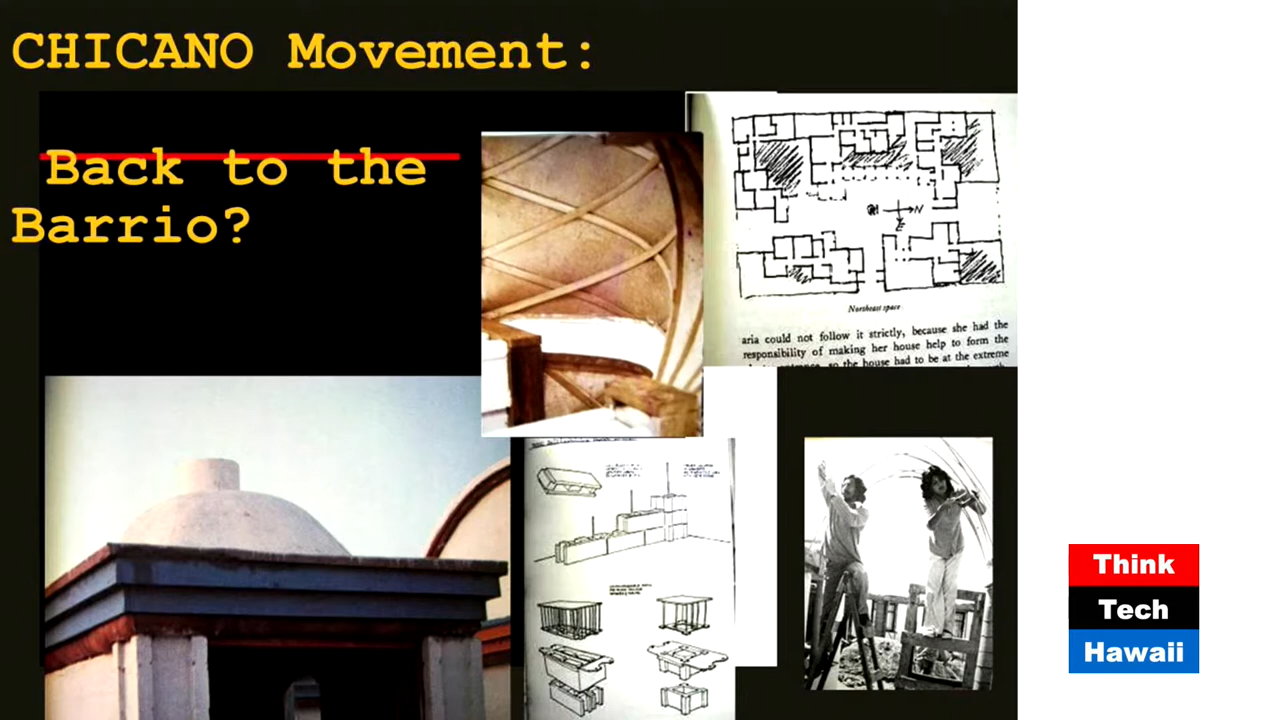 CHICANO Movement:
Back to the
Barrio?
Northeast space
aria could not follow it strictly, because she had the
responsibility of making her house help to form the
so the house had to be at the extreme
Think
Tech
Hawaii